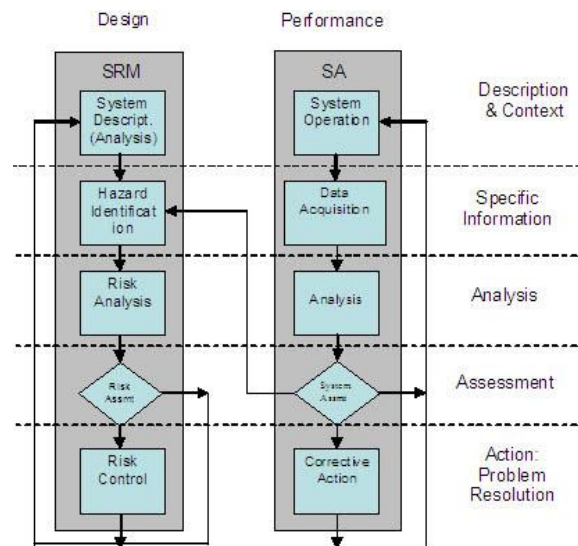 Design
Performance
SRM
SA
System
Descript.
(Analysis)
System
Operation
Description
& Context
Hazard
Identificat
ion
Data
Acquisition
Specific
Information
Risk
Analysis
Analysis
Analysis
Risk
Assmt
System
Assmt
Assessment
Risk
Control
Corrective
Action
Action:
Problem
Resolution